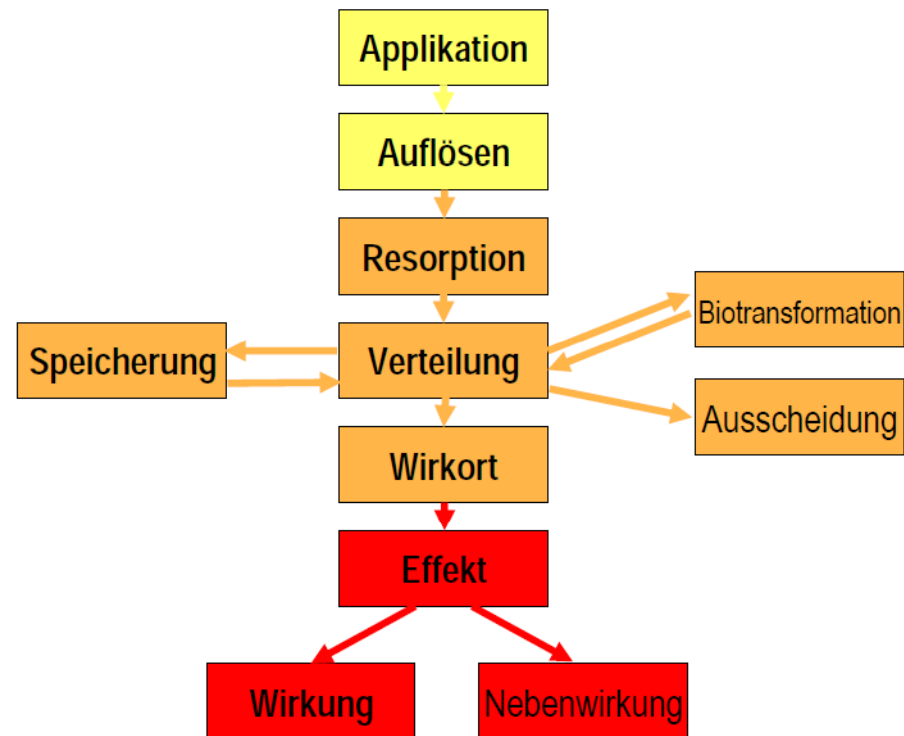 Applikation
Auflösen
Resorption
Biotransformation
Speicherung
Verteilung
Ausscheidung
Wirkort
Effekt
Wirkung
Nebenwirkung